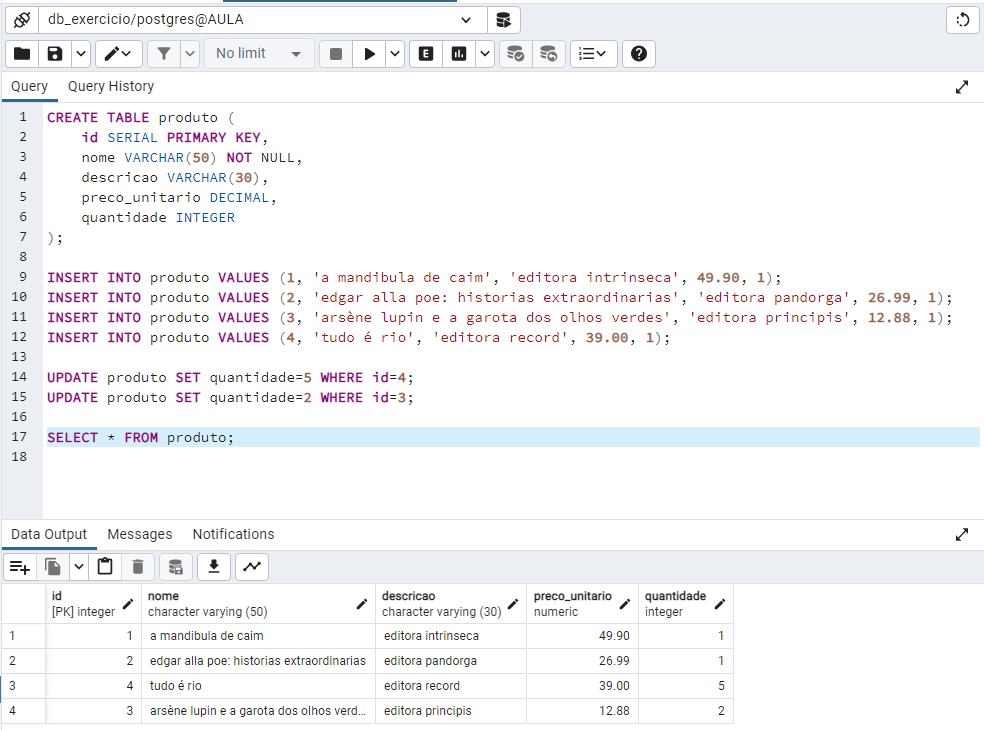 db_exercicio/postgres@AULA
No limit
E
Query Query History
1 CREATE TABLE produto (
2 id SERIAL PRIMARY KEY,
3 nome VARCHAR(50) NOT NULL,
4 descricao VARCHAR(30),
5 preco_unitario DECIMAL,
6 quantidade INTEGER
7 );
8
9 INSERT INTO produto VALUES (1, 'a mandibula de caim', 'editora intrinseca', 49.90, 1);
10 INSERT INTO produto VALUES (2, 'edgar alla poe: historias extraordinarias', 'editora pandorga', 26.99, 1);
11 INSERT INTO produto VALUES (3, 'arsène lupin e a garota dos olhos verdes', 'editora principis', 12.88, 1);
12 INSERT INTO produto VALUES (4, 'tudo é rio', 'editora record', 39.00, 1);
13
14 UPDATE produto SET quantidade=5 WHERE id=4;
15 UPDATE produto SET quantidade=2 WHERE id=3;
16
17 SELECT * FROM produto;
18
Data Output Messages Notifications
id nome descricao preco_unitario quantidade
[PK] integer character varying (50) character varying (30) numeric integer
1 1 a mandibula de caim editora intrinseca 49.90 1
2 2 edgar alla poe: historias extraordinarias editora pandorga 26.99 1
3 4 tudo é rio editora record 39.00 5
4 3 arsène lupin e a garota dos olhos verd... editora principis 12.88 2